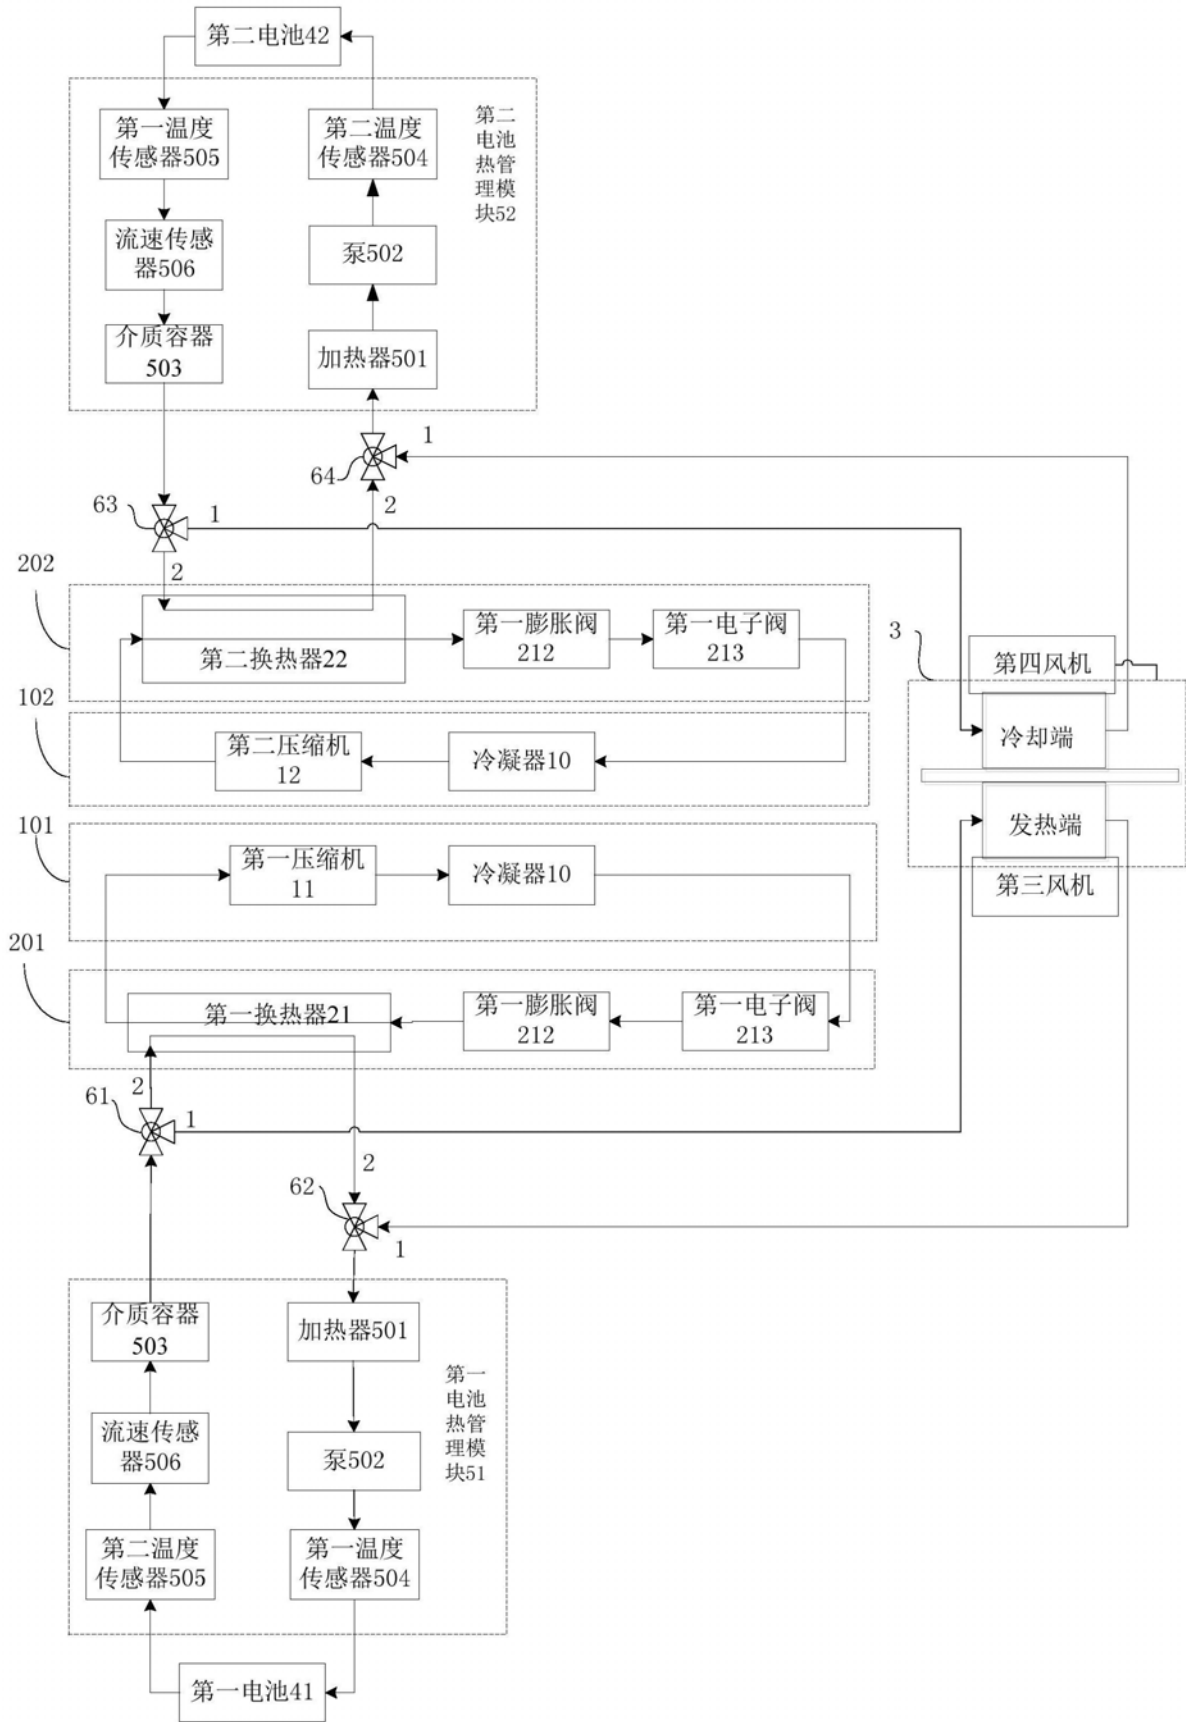 第二电池42
第一温度
传感器505
第二温度
传感器504
第二
电池
热管
理模
块52
流速传感
器506
泵502
介质容器
503
加热器501
1
64
2
63
1
2
202
第二换热器22
第一膨胀阀
212
第一电子阀
213
3
第四风机
102
第二压缩机
12
冷凝器10
冷却端
101
第一压缩机
11
冷凝器10
发热端
第三风机
201
第一换热器21
第一膨胀阀
212
第一电子阀
213
2
61
1
2
62
1
介质容器
503
加热器501
第一
电池
热管
理模
块51
流速传感
器506
泵502
第二温度
传感器505
第一温度
传感器504
第一电池41